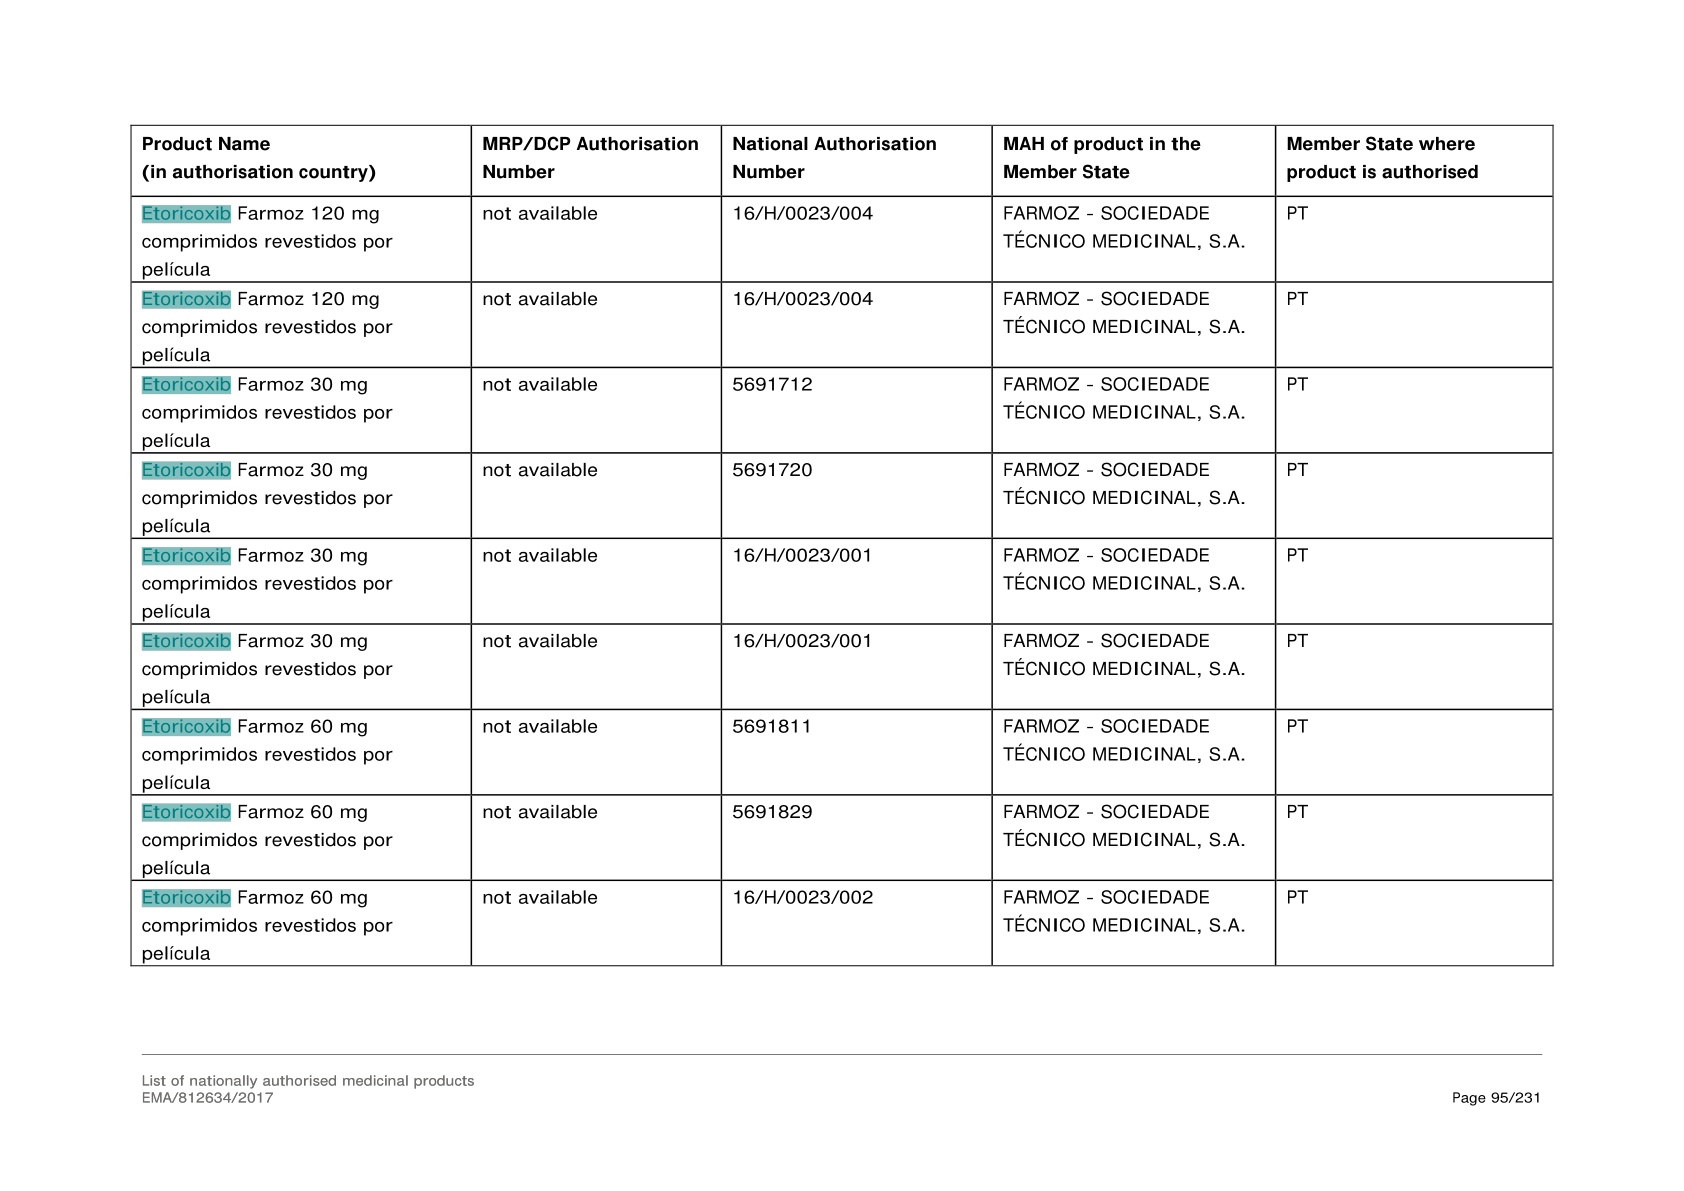 Product Name
(in authorisation country)
MRP/DCP Authorisation
Number
National Authorisation
Number
MAH of product in the
Member State
Member State where
product is authorised
Etoricoxib Farmoz 120 mg
comprimidos revestidos por
película
not available
16/H/0023/004
FARMOZ - SOCIEDADE
TÉCNICO MEDICINAL, S.A.
PT
Etoricoxib Farmoz 120 mg
comprimidos revestidos por
película
not available
16/H/0023/004
FARMOZ - SOCIEDADE
TÉCNICO MEDICINAL, S.A.
PT
Etoricoxib Farmoz 30 mg
comprimidos revestidos por
película
not available
5691712
FARMOZ - SOCIEDADE
TÉCNICO MEDICINAL, S.A.
PT
Etoricoxib Farmoz 30 mg
comprimidos revestidos por
película
not available
5691720
FARMOZ - SOCIEDADE
TÉCNICO MEDICINAL, S.A.
PT
Etoricoxib Farmoz 30 mg
comprimidos revestidos por
película
not available
16/H/0023/001
FARMOZ - SOCIEDADE
TÉCNICO MEDICINAL, S.A.
PT
Etoricoxib Farmoz 30 mg
comprimidos revestidos por
película
not available
16/H/0023/001
FARMOZ - SOCIEDADE
TÉCNICO MEDICINAL, S.A.
PT
Etoricoxib Farmoz 60 mg
comprimidos revestidos por
película
not available
5691811
FARMOZ - SOCIEDADE
TÉCNICO MEDICINAL, S.A.
PT
Etoricoxib Farmoz 60 mg
comprimidos revestidos por
película
not available
5691829
FARMOZ - SOCIEDADE
TÉCNICO MEDICINAL, S.A.
PT
Etoricoxib Farmoz 60 mg
comprimidos revestidos por
película
not available
16/H/0023/002
FARMOZ - SOCIEDADE
TÉCNICO MEDICINAL, S.A.
PT
List of nationally authorised medicinal products
EMA/812634/2017
Page 95/231